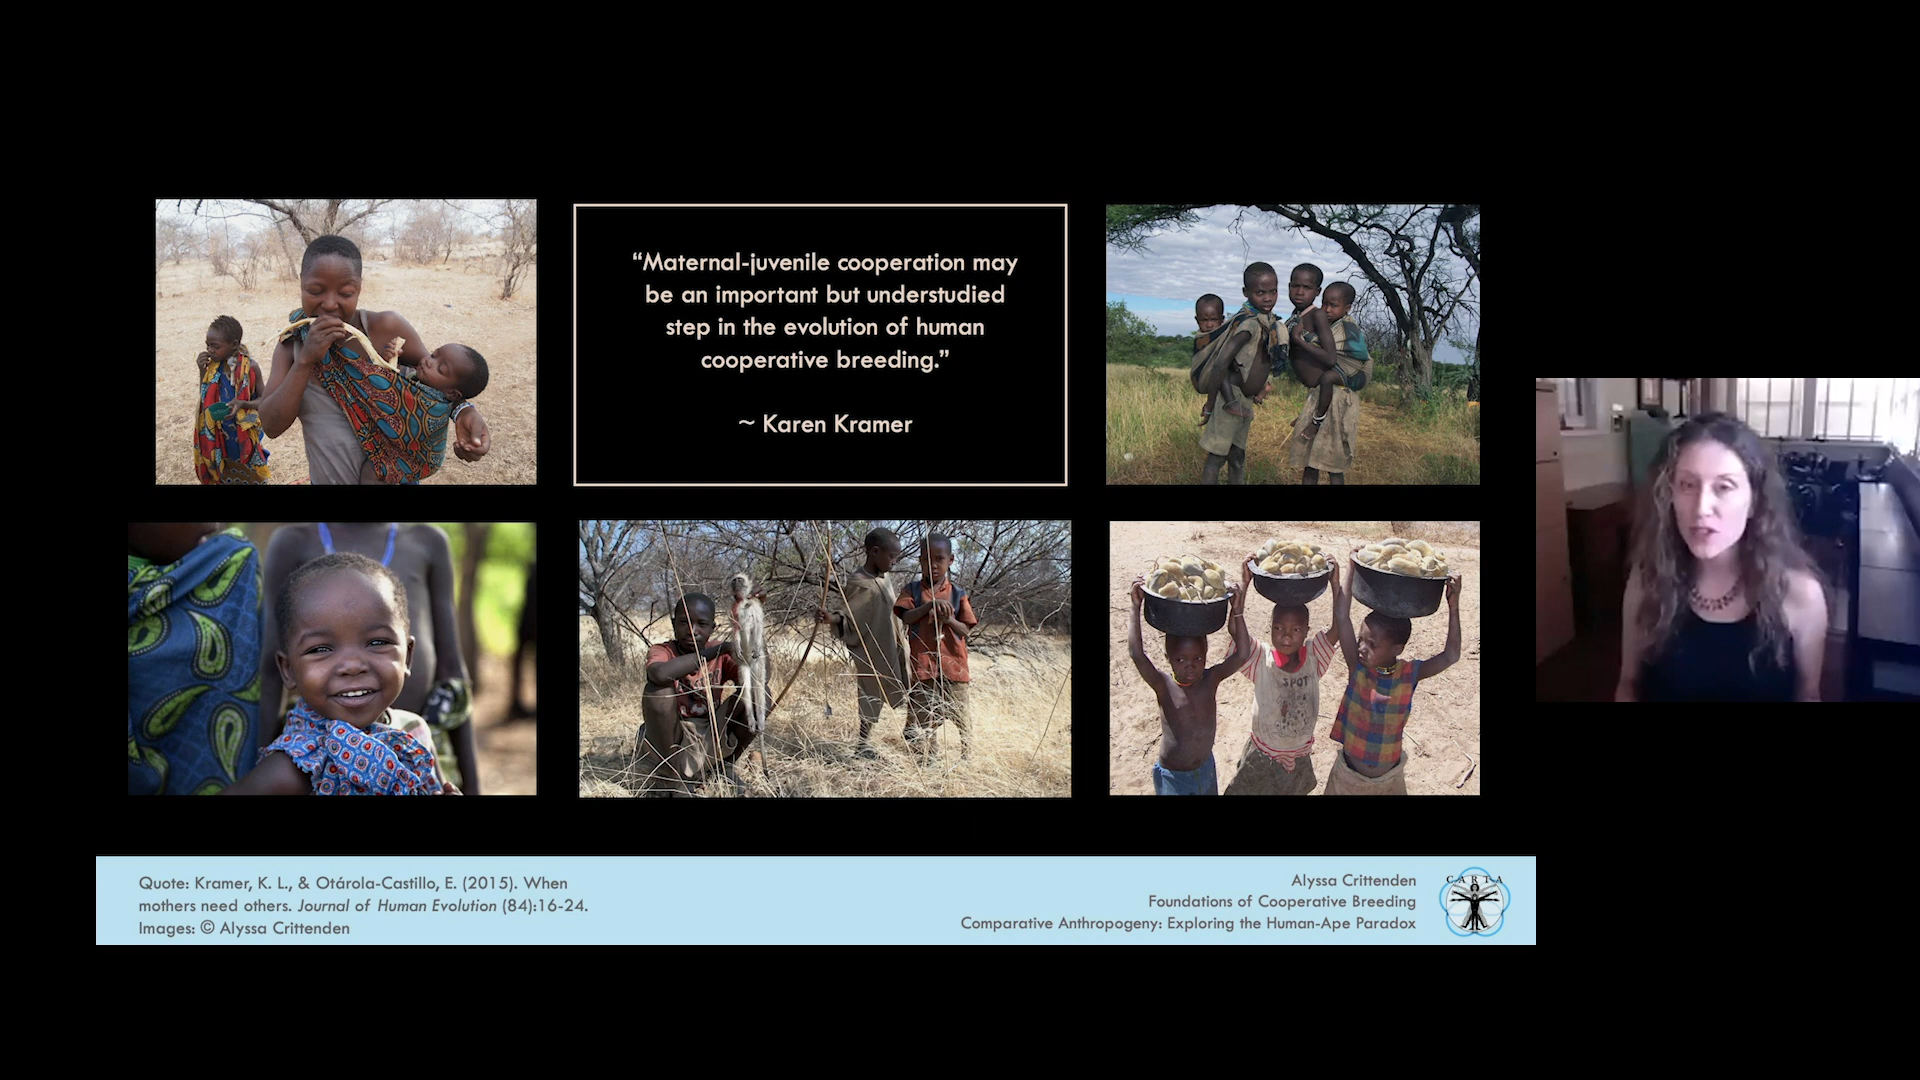 “Maternal-juvenile cooperation may
be an important but understudied
step in the evolution of human
cooperative breeding.”
~ Karen Kramer
SPOT
Quote: Kramer, K. L., & Otárola-Castillo, E. (2015). When
mothers need others. Journal of Human Evolution (84):16-24.
Images: © Alyssa Crittenden
Alyssa Crittenden
Foundations of Cooperative Breeding
Comparative Anthropogeny: Exploring the Human-Ape Paradox
CARTA